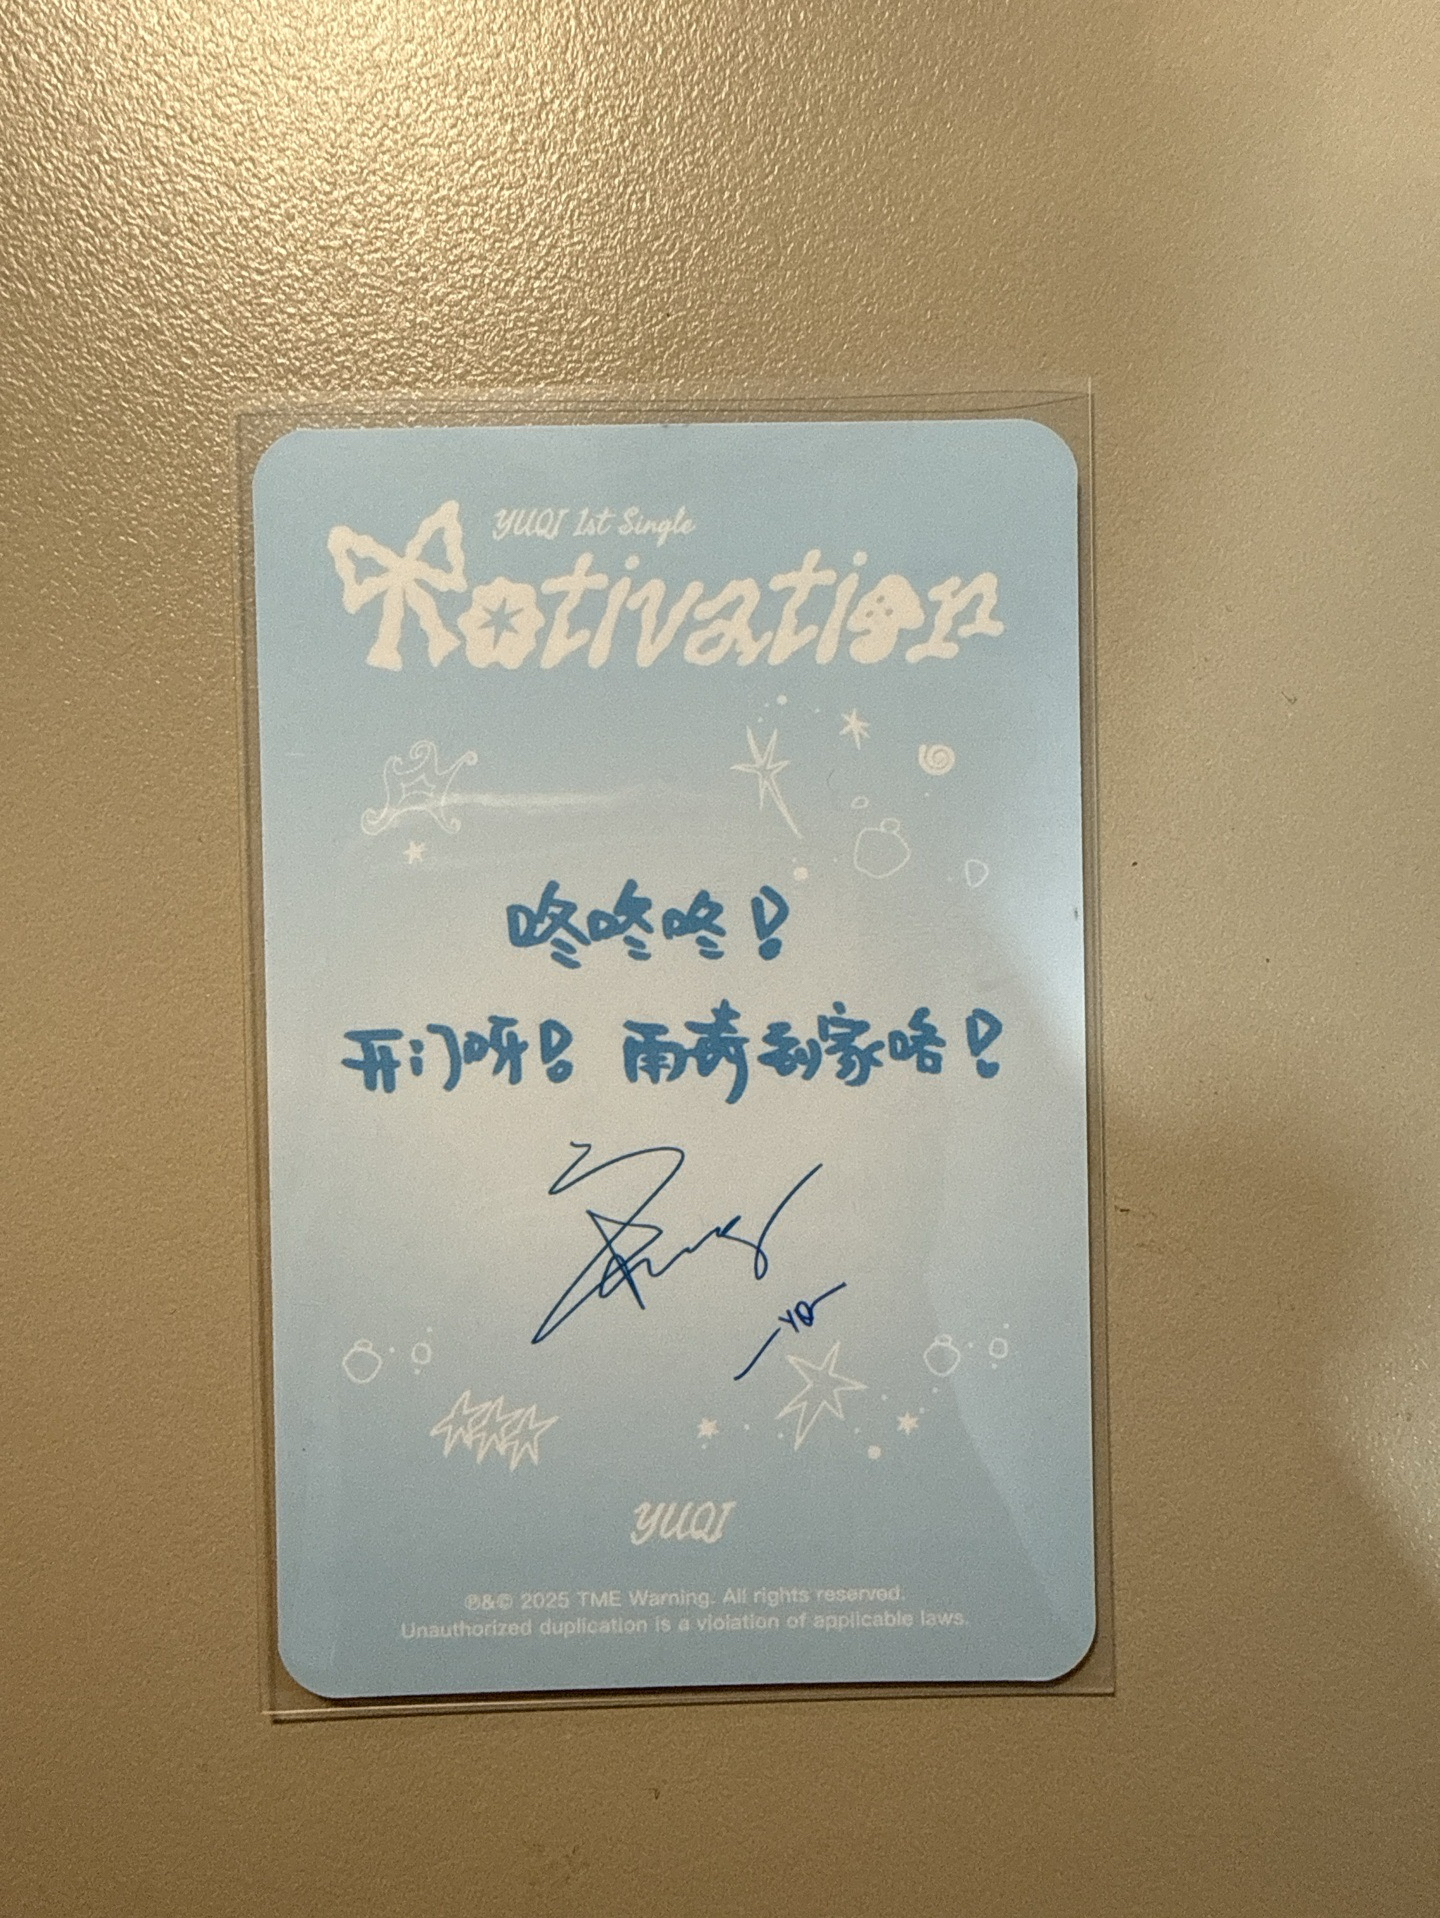 YUQI 1st Single
Motivation
咚咚咚！
开门呀！ 雨琦到家咯！
YQ
YUQI
℗&© 2025 TME Warning. All rights reserved.
Unauthorized duplication is a violation of applicable laws.